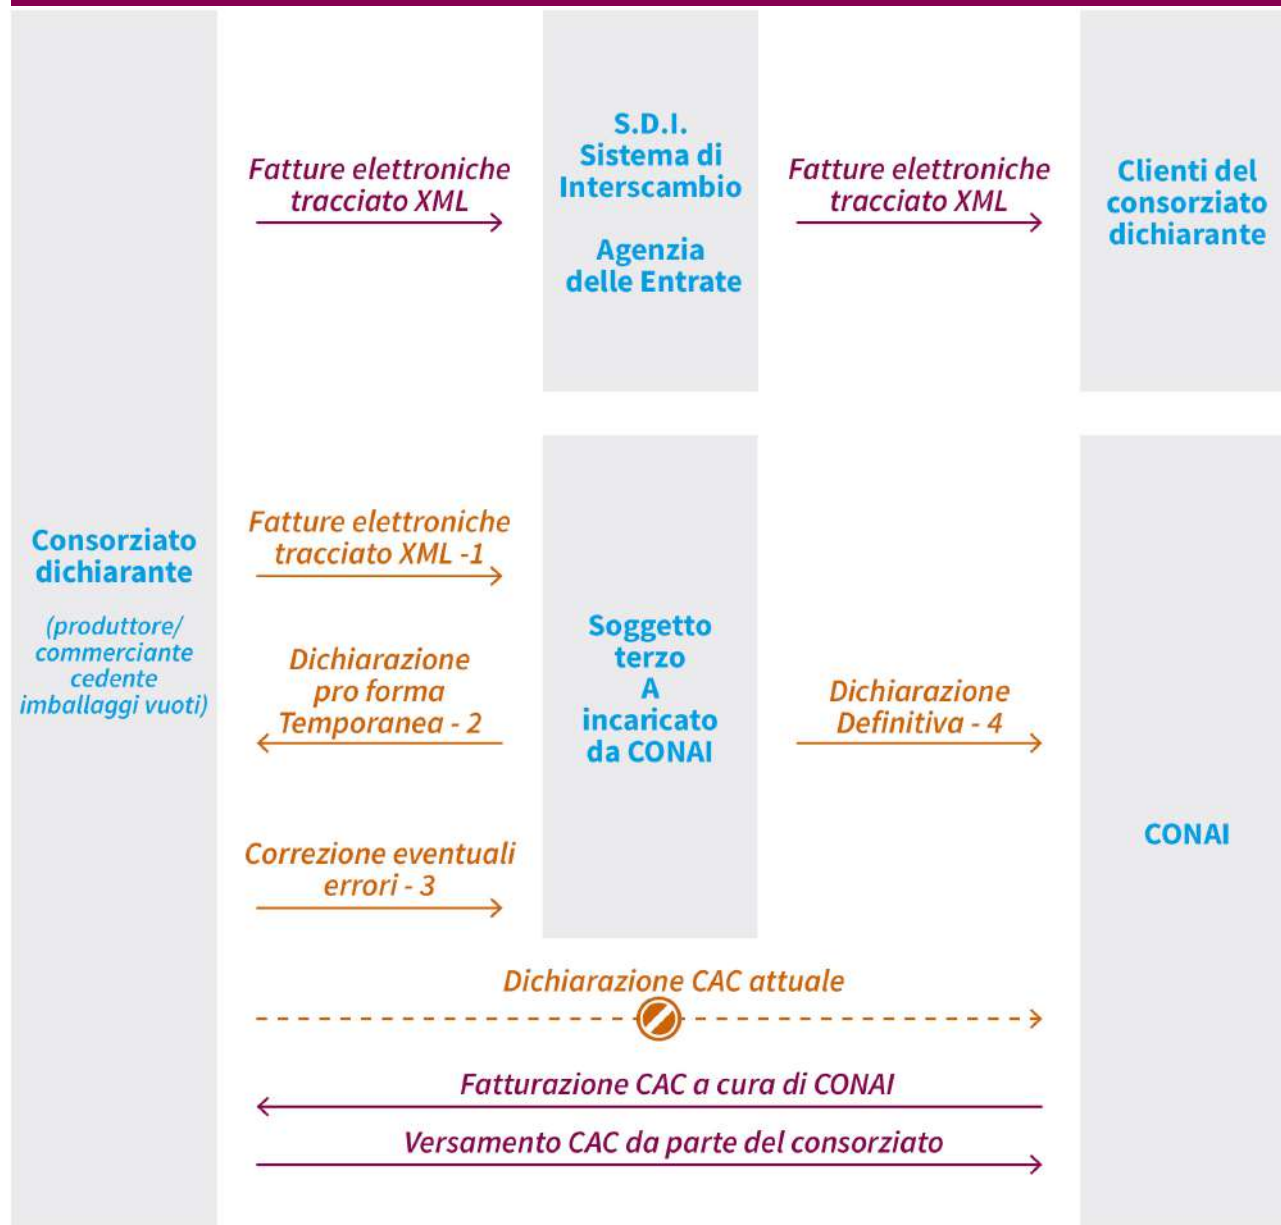 Fatture elettroniche
tracciato XML
S.D.I.
Sistema di
Interscambio
Agenzia
delle Entrate
Fatture elettroniche
tracciato XML
Clienti del
consorziato
dichiarante
Consorziato
dichiarante
(produttore/
commerciante
cedente
imballaggi vuoti)
Fatture elettroniche
tracciato XML -1
Dichiarazione
pro forma
Temporanea - 2
Correzione eventuali
errori - 3
Soggetto
terzo
A
incaricato
da CONAI
Dichiarazione
Definitiva - 4
CONAI
Dichiarazione CAC attuale
Fatturazione CAC a cura di CONAI
Versamento CAC da parte del consorziato